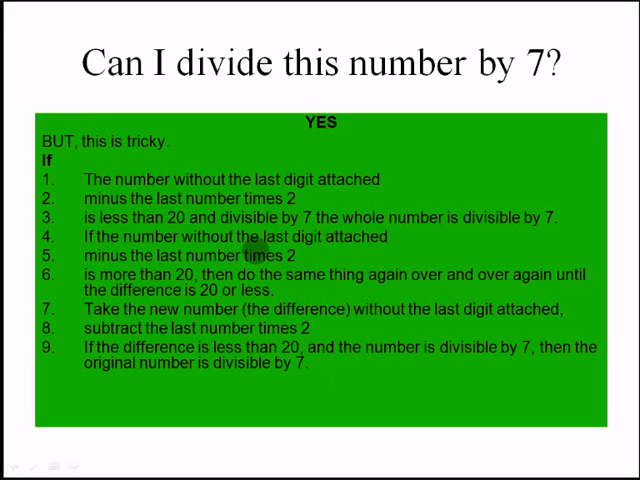 Can I divide this number by 7?
YES
BUT, this is tricky.
If
1. The number without the last digit attached
2. minus the last number times 2
3. is less than 20 and divisible by 7 the whole number is divisible by 7.
4. If the number without the last digit attached
5. minus the last number times 2
6. is more than 20, then do the same thing again over and over again until
the difference is 20 or less.
7. Take the new number (the difference) without the last digit attached,
8. subtract the last number times 2
9. If the difference is less than 20, and the number is divisible by 7, then the
original number is divisible by 7.